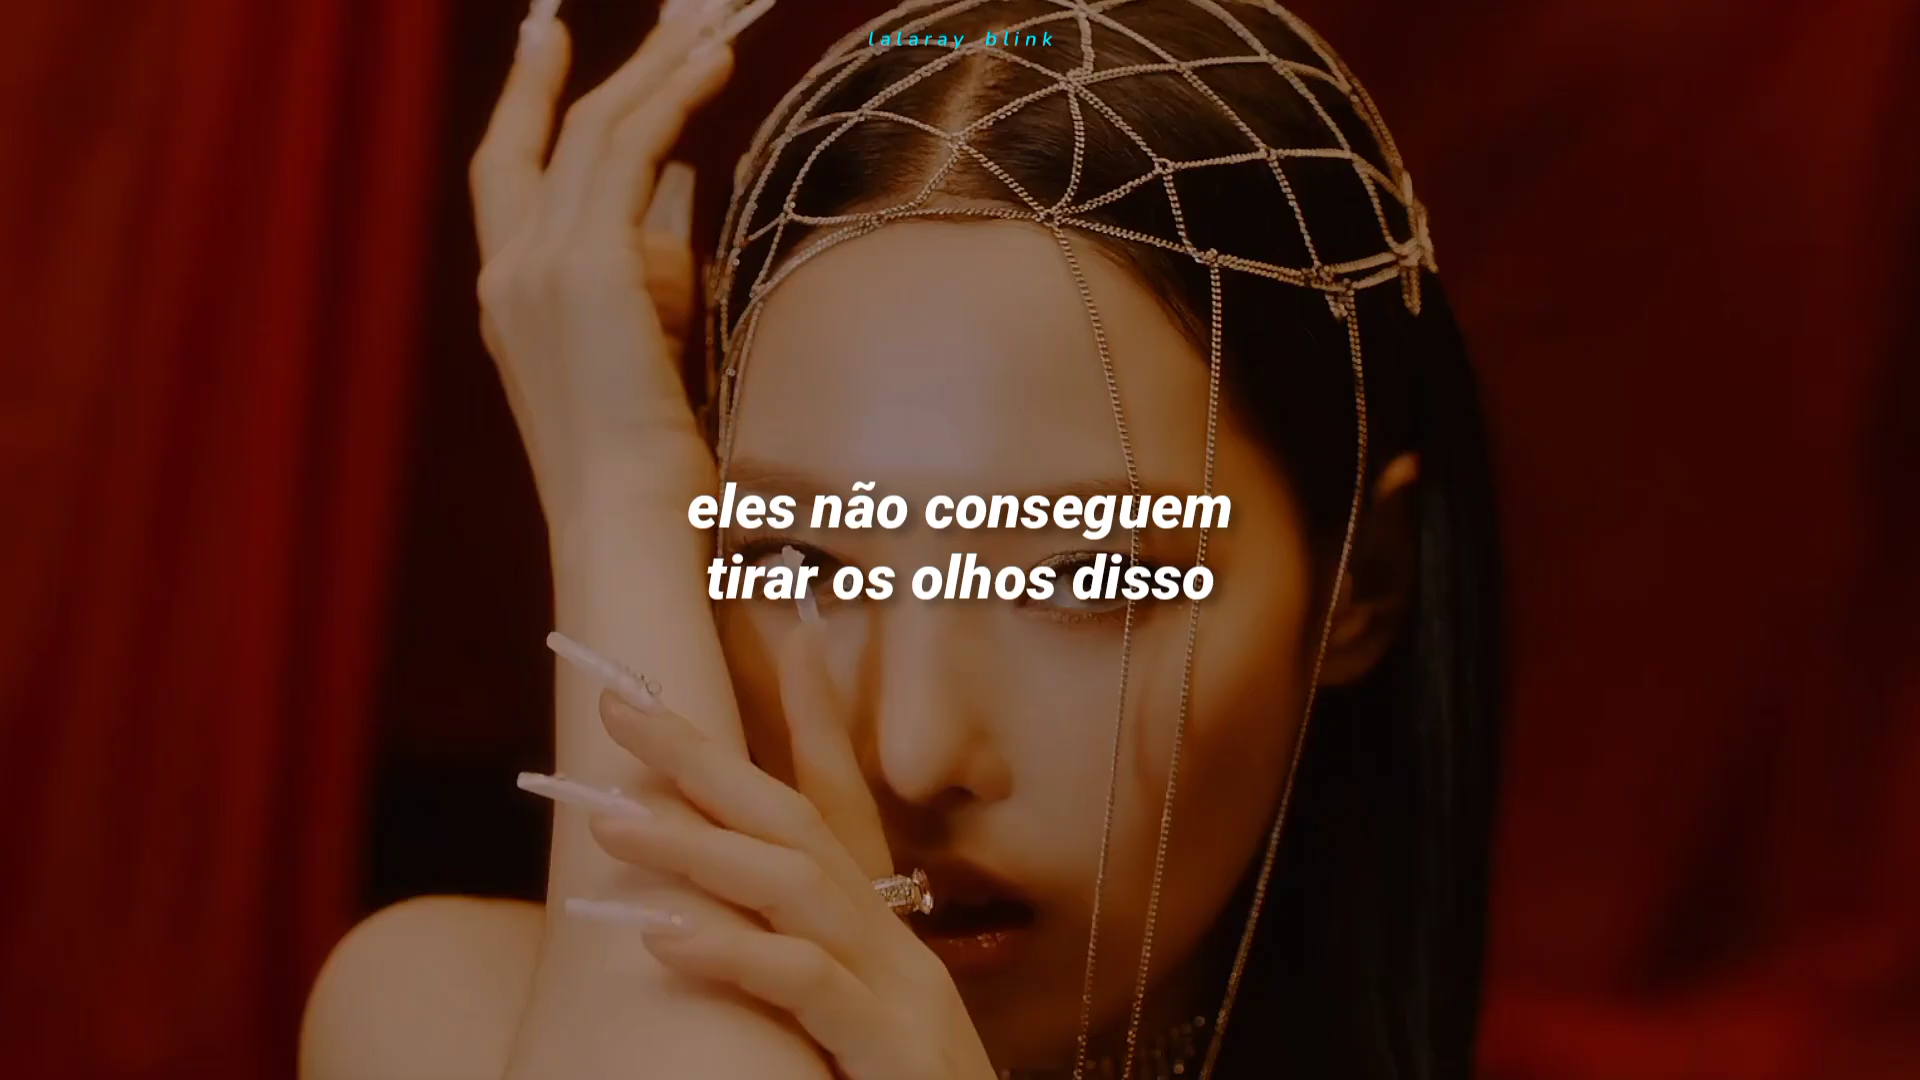 lalaray blink
eles não conseguem
tirar os olhos disso